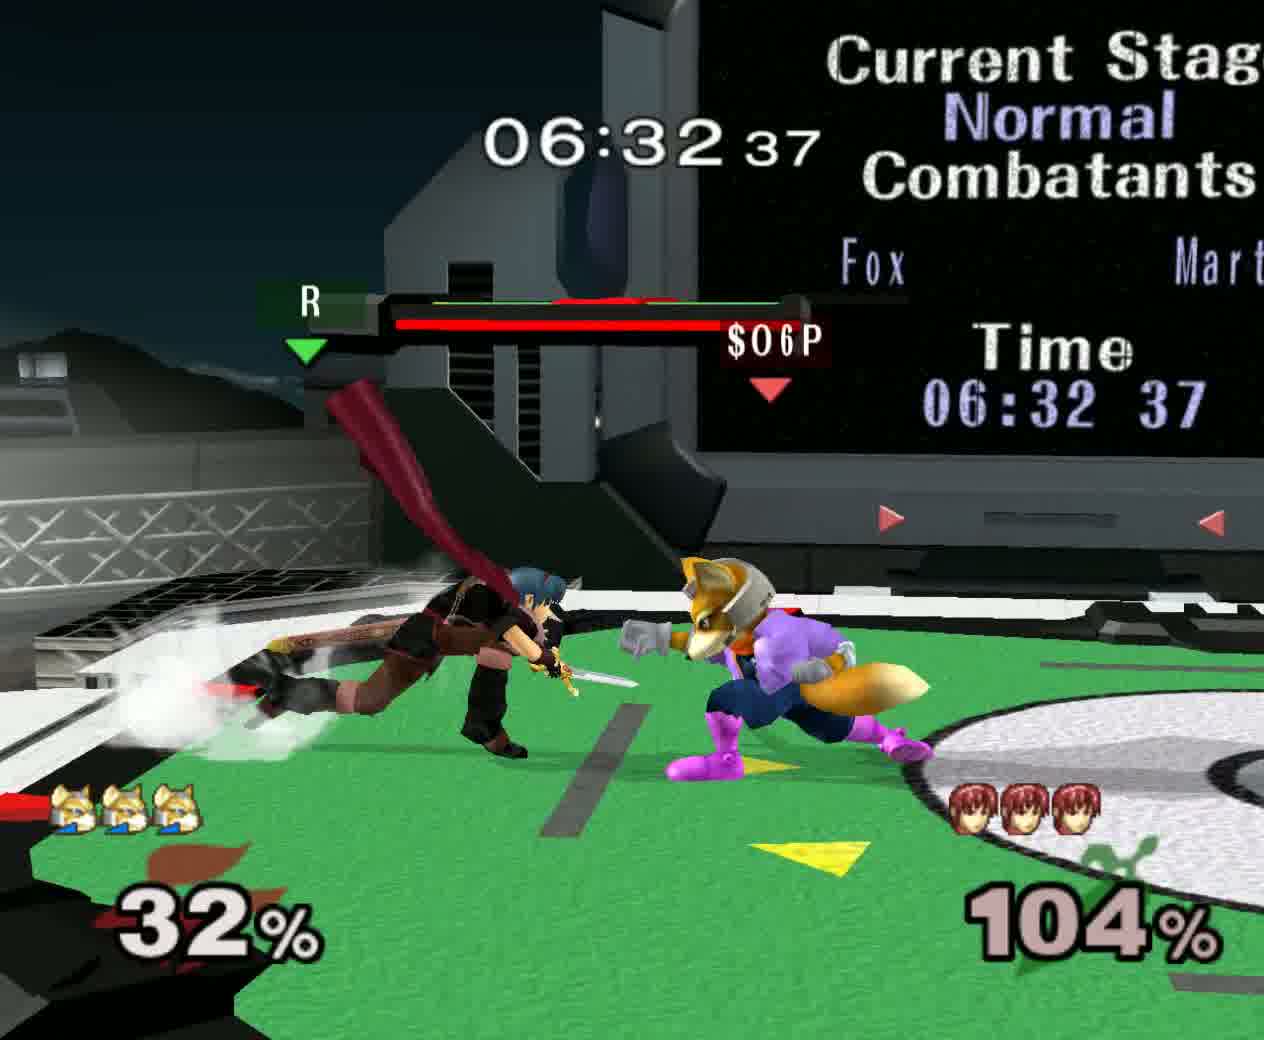 Current Stag
Normal
06:32 37
Combatants
Fox Mart
R
$06P
Time
06:32 37
32%
104%